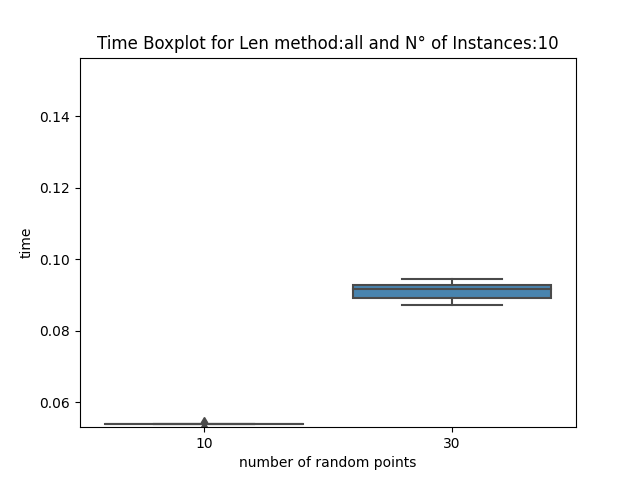 Time Boxplot for Len method:all and N° of Instances:10
0.14
0.12
0.10
time
0.08
0.06
10 30
number of random points